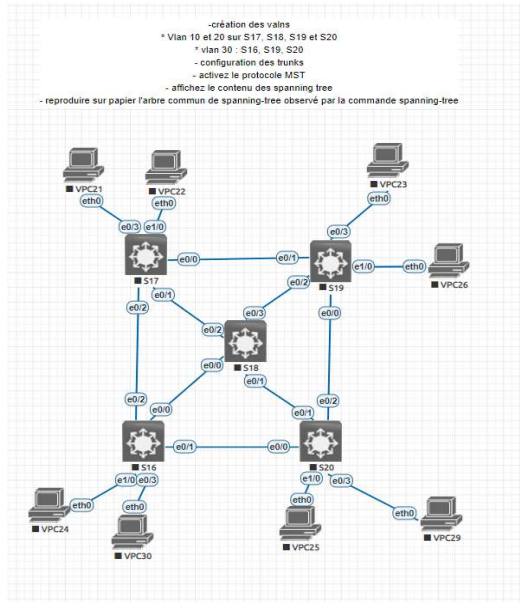 -création des valns
* Vlan 10 et 20 sur S17, S18, S19 et S20
* vlan 30 : S16, S19, S20
- configuration des trunks
- activez le protocole MST
- affichez le contenu des spanning tree
- reproduire sur papier l'arbre commun de spanning-tree observé par la commande spanning-tree
VPC21
VPC22
VPC23
eth0
eth0
eth0
e0/3
e1/0
e0/3
e0/0
e0/1
e1/0
eth0
S17
S19
VPC26
e0/1
e0/2
e0/2
e0/3
e0/0
e0/2
S18
e0/0
e0/1
e0/2
e0/0
e0/1
e0/2
e0/1
e0/0
S16
S20
e1/0
e0/3
e1/0
e0/3
eth0
eth0
eth0
eth0
VPC24
VPC30
VPC25
VPC29